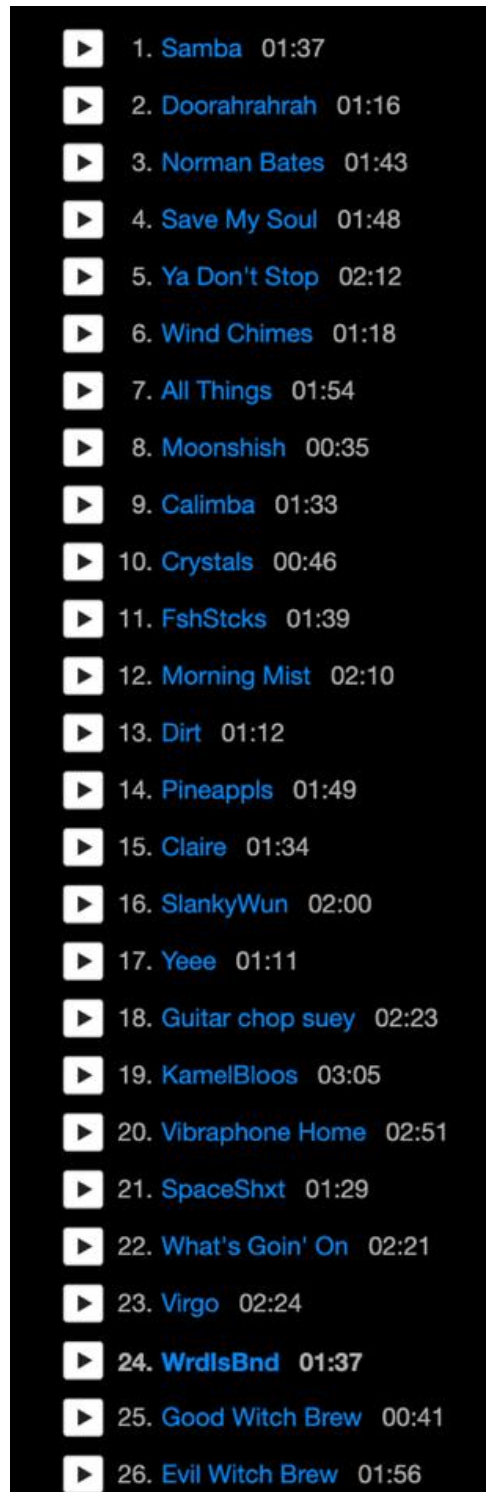 1. Samba 01:37
2. Doorahrahrah 01:16
3. Norman Bates 01:43
4. Save My Soul 01:48
5. Ya Don't Stop 02:12
6. Wind Chimes 01:18
7. All Things 01:54
8. Moonshish 00:35
9. Calimba 01:33
10. Crystals 00:46
11. FshStcks 01:39
12. Morning Mist 02:10
13. Dirt 01:12
14. Pineappls 01:49
15. Claire 01:34
16. SlankyWun 02:00
17. Yeee 01:11
18. Guitar chop suey 02:23
19. KamelBloos 03:05
20. Vibraphone Home 02:51
21. SpaceShxt 01:29
22. What's Goin' On 02:21
23. Virgo 02:24
24. WrdIsBnd 01:37
25. Good Witch Brew 00:41
26. Evil Witch Brew 01:56